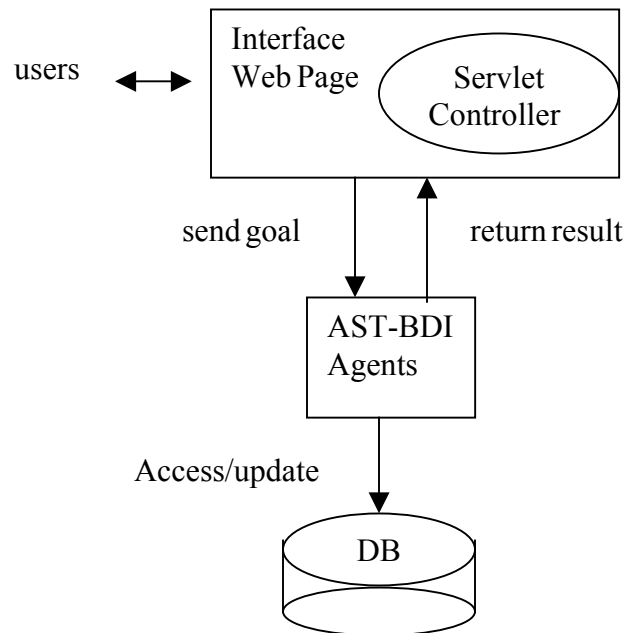 Interface
Web Page
users
Servlet
Controller
send goal
return result
AST-BDI
Agents
Access/update
DB